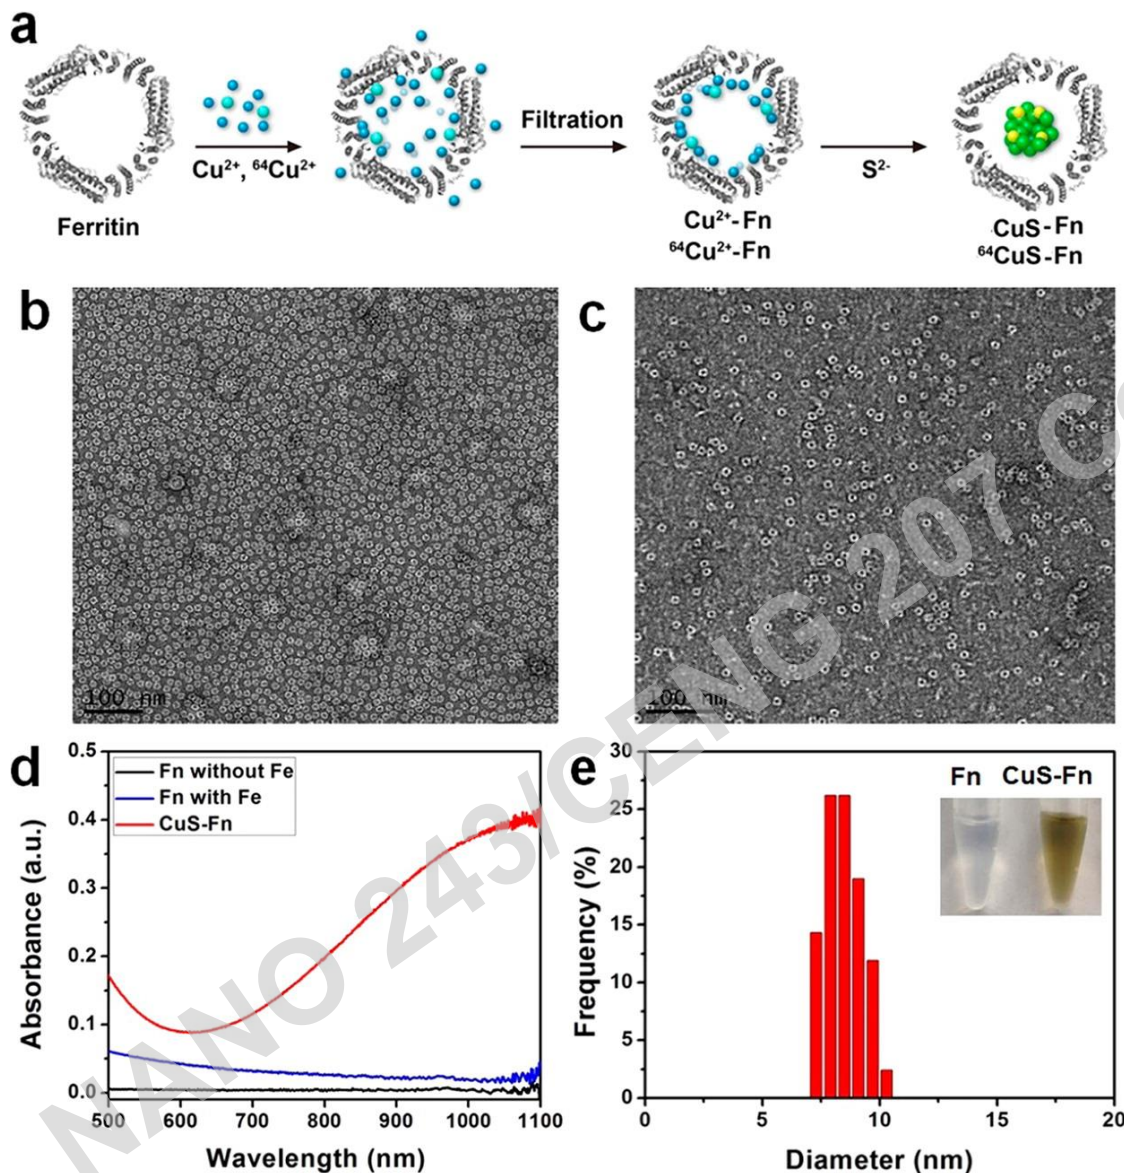 a
Cu²⁺, ⁶⁴Cu²⁺
Filtration
S²⁻
Ferritin
Cu²⁺-Fn
⁶⁴Cu²⁺-Fn
CuS-Fn
⁶⁴CuS-Fn
b
100 nm
c
100 nm
d
Fn without Fe
Fn with Fe
CuS-Fn
Absorbance (a.u.)
0.5
0.4
0.3
0.2
0.1
0.0
500 600 700 800 900 1000 1100
Wavelength (nm)
e
Fn CuS-Fn
Frequency (%)
30
25
20
15
10
5
0
0 5 10 15 20
Diameter (nm)
NANO 243/CENG 207 C